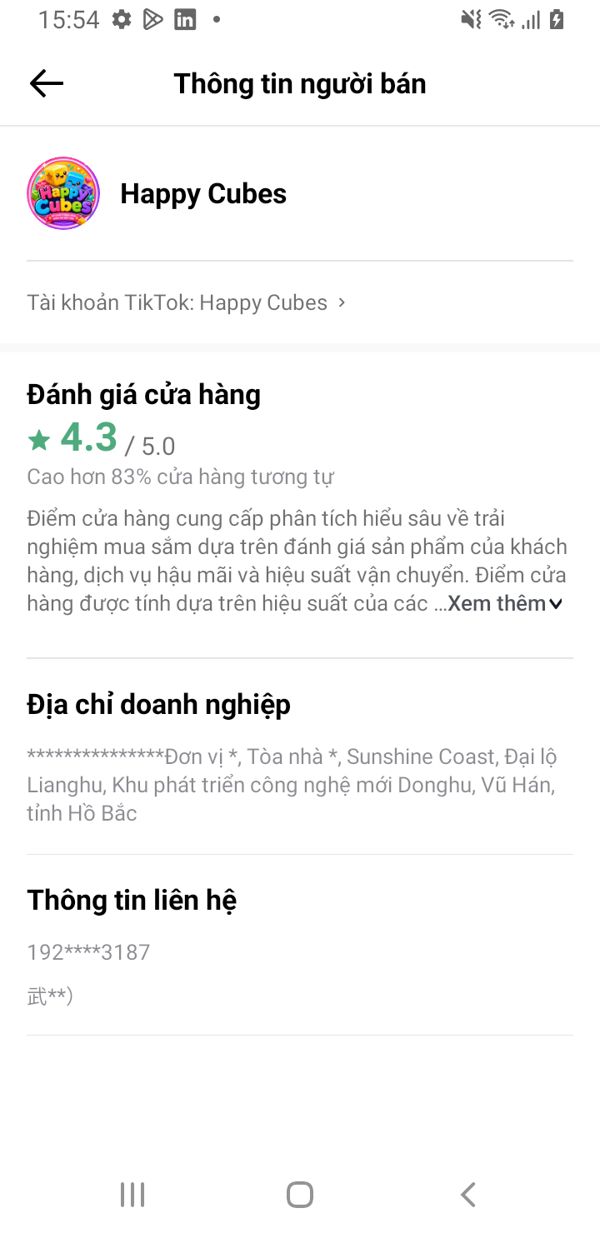 15:54
Thông tin người bán
Happy Cubes
Happy Cubes
Tài khoản TikTok: Happy Cubes
Đánh giá cửa hàng
4.3 / 5.0
Cao hơn 83% cửa hàng tương tự
Điểm cửa hàng cung cấp phân tích hiểu sâu về trải
nghiệm mua sắm dựa trên đánh giá sản phẩm của khách
hàng, dịch vụ hậu mãi và hiệu suất vận chuyển. Điểm cửa
hàng được tính dựa trên hiệu suất của các ...Xem thêm
Địa chỉ doanh nghiệp
***************Đơn vị *, Tòa nhà *, Sunshine Coast, Đại lộ
Lianghu, Khu phát triển công nghệ mới Donghu, Vũ Hán,
tỉnh Hồ Bắc
Thông tin liên hệ
192****3187
武**)